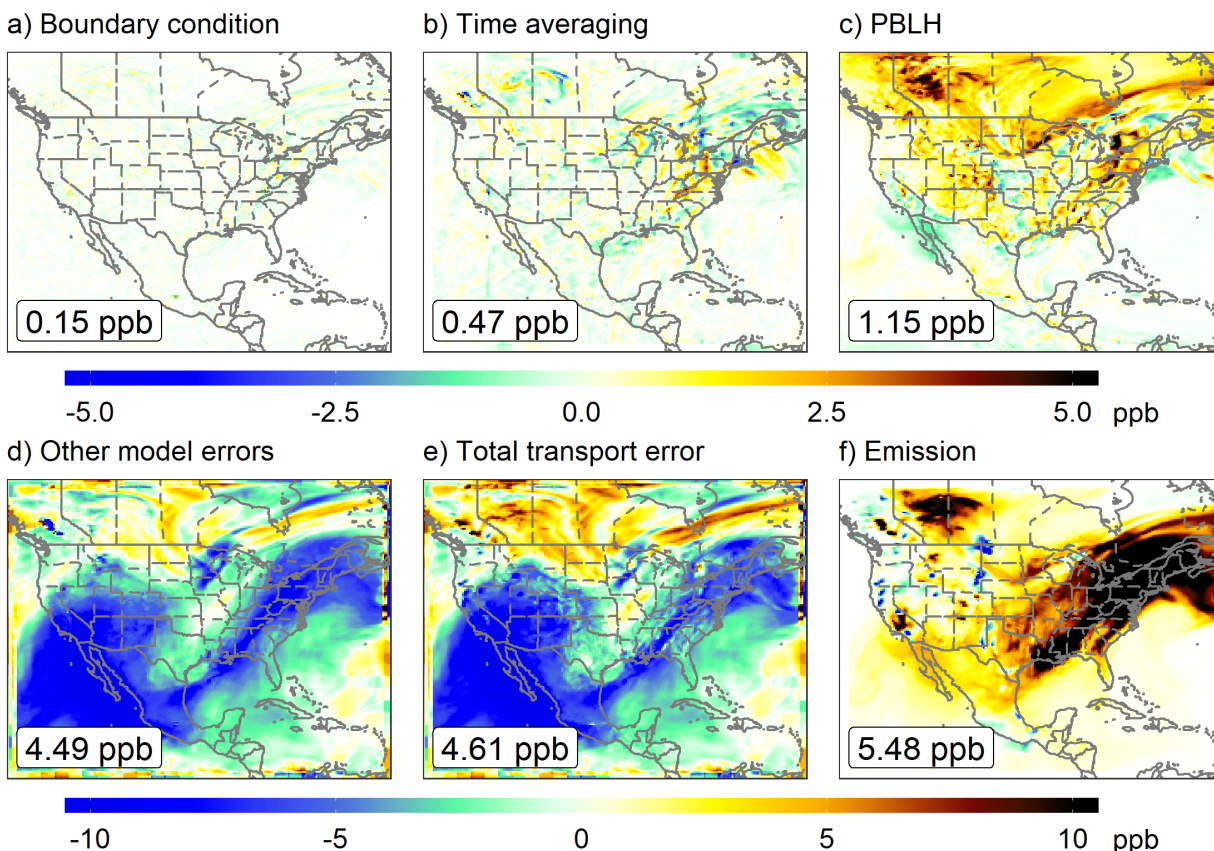 a) Boundary condition
b) Time averaging
c) PBLH
0.15 ppb
0.47 ppb
1.15 ppb
-5.0 -2.5 0.0 2.5 5.0 ppb
d) Other model errors
e) Total transport error
f) Emission
4.49 ppb
4.61 ppb
5.48 ppb
-10 -5 0 5 10 ppb